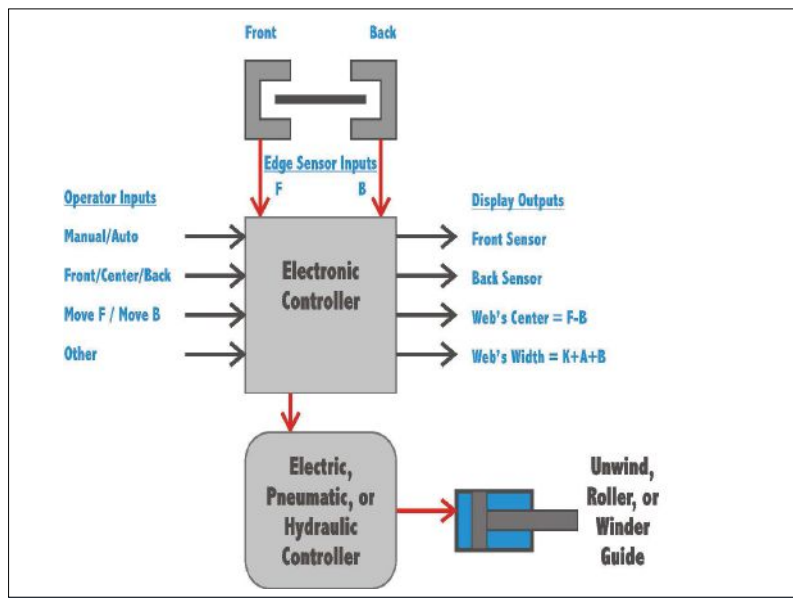 Front
Back
Edge Sensor Inputs
F
B
Operator Inputs
Manual/Auto
Front/Center/Back
Move F / Move B
Other
Electronic
Controller
Display Outputs
Front Sensor
Back Sensor
Web's Center = F-B
Web's Width = K+A+B
Electric,
Pneumatic, or
Hydraulic
Controller
Unwind,
Roller, or
Winder
Guide